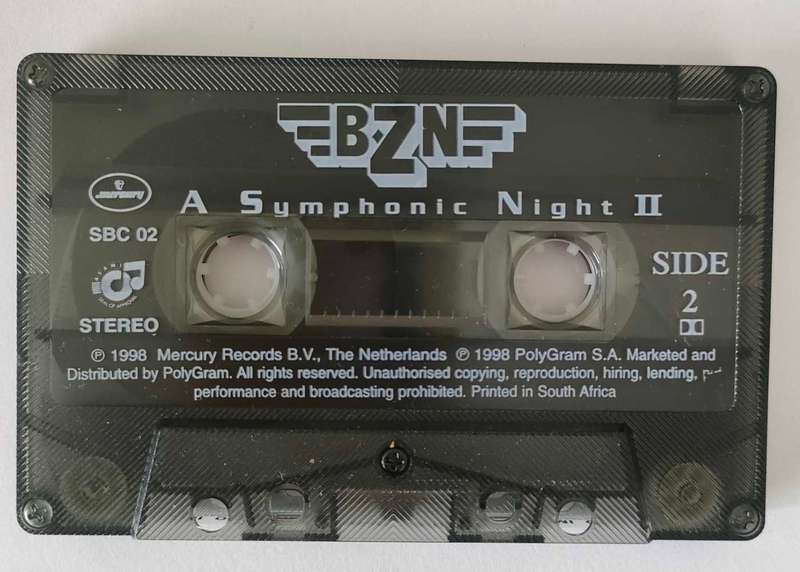 BZN
A Symphonic Night II
Mercury
SBC 02
SIDE
2
STEREO
℗ 1998 Mercury Records B.V., The Netherlands ℗ 1998 PolyGram S.A. Marketed and
Distributed by PolyGram. All rights reserved. Unauthorised copying, reproduction, hiring, lending,
performance and broadcasting prohibited. Printed in South Africa